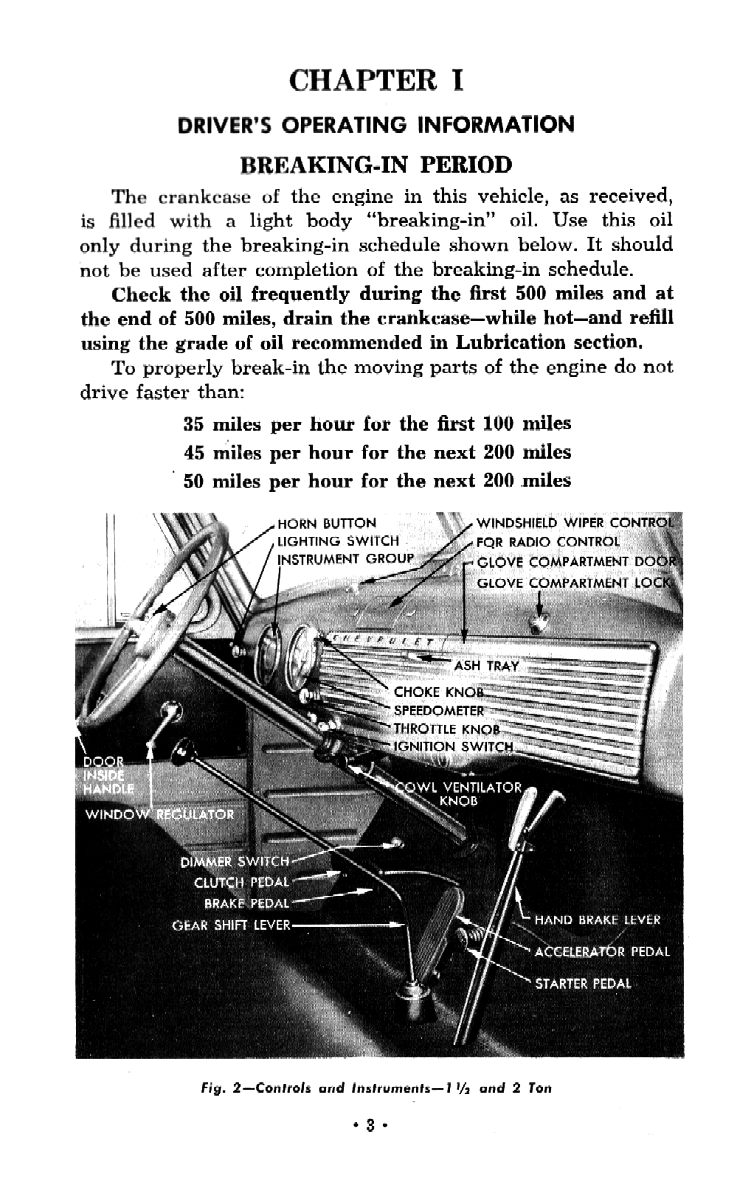 CHAPTER I
DRIVER'S OPERATING INFORMATION
BREAKING-IN PERIOD
The crankcase of the engine in this vehicle, as received,
is filled with a light body “breaking-in” oil. Use this oil
only during the breaking-in schedule shown below. It should
not be used after completion of the breaking-in schedule.
Check the oil frequently during the first 500 miles and at
the end of 500 miles, drain the crankcase—while hot—and refill
using the grade of oil recommended in Lubrication section.
To properly break-in the moving parts of the engine do not
drive faster than:
35 miles per hour for the first 100 miles
45 miles per hour for the next 200 miles
50 miles per hour for the next 200 miles
HORN BUTTON
LIGHTING SWITCH
INSTRUMENT GROUP
WINDSHIELD WIPER CONTROL
FOR RADIO CONTROL
GLOVE COMPARTMENT DOOR
GLOVE COMPARTMENT LOCK
CHEVROLET
ASH TRAY
CHOKE KNOB
SPEEDOMETER
THROTTLE KNOB
IGNITION SWITCH
DOOR
INSIDE
HANDLE
WINDOW REGULATOR
COWL VENTILATOR
KNOB
DIMMER SWITCH
CLUTCH PEDAL
BRAKE PEDAL
GEAR SHIFT LEVER
HAND BRAKE LEVER
ACCELERATOR PEDAL
STARTER PEDAL
Fig. 2—Controls and Instruments—1 1/2 and 2 Ton
• 3 •